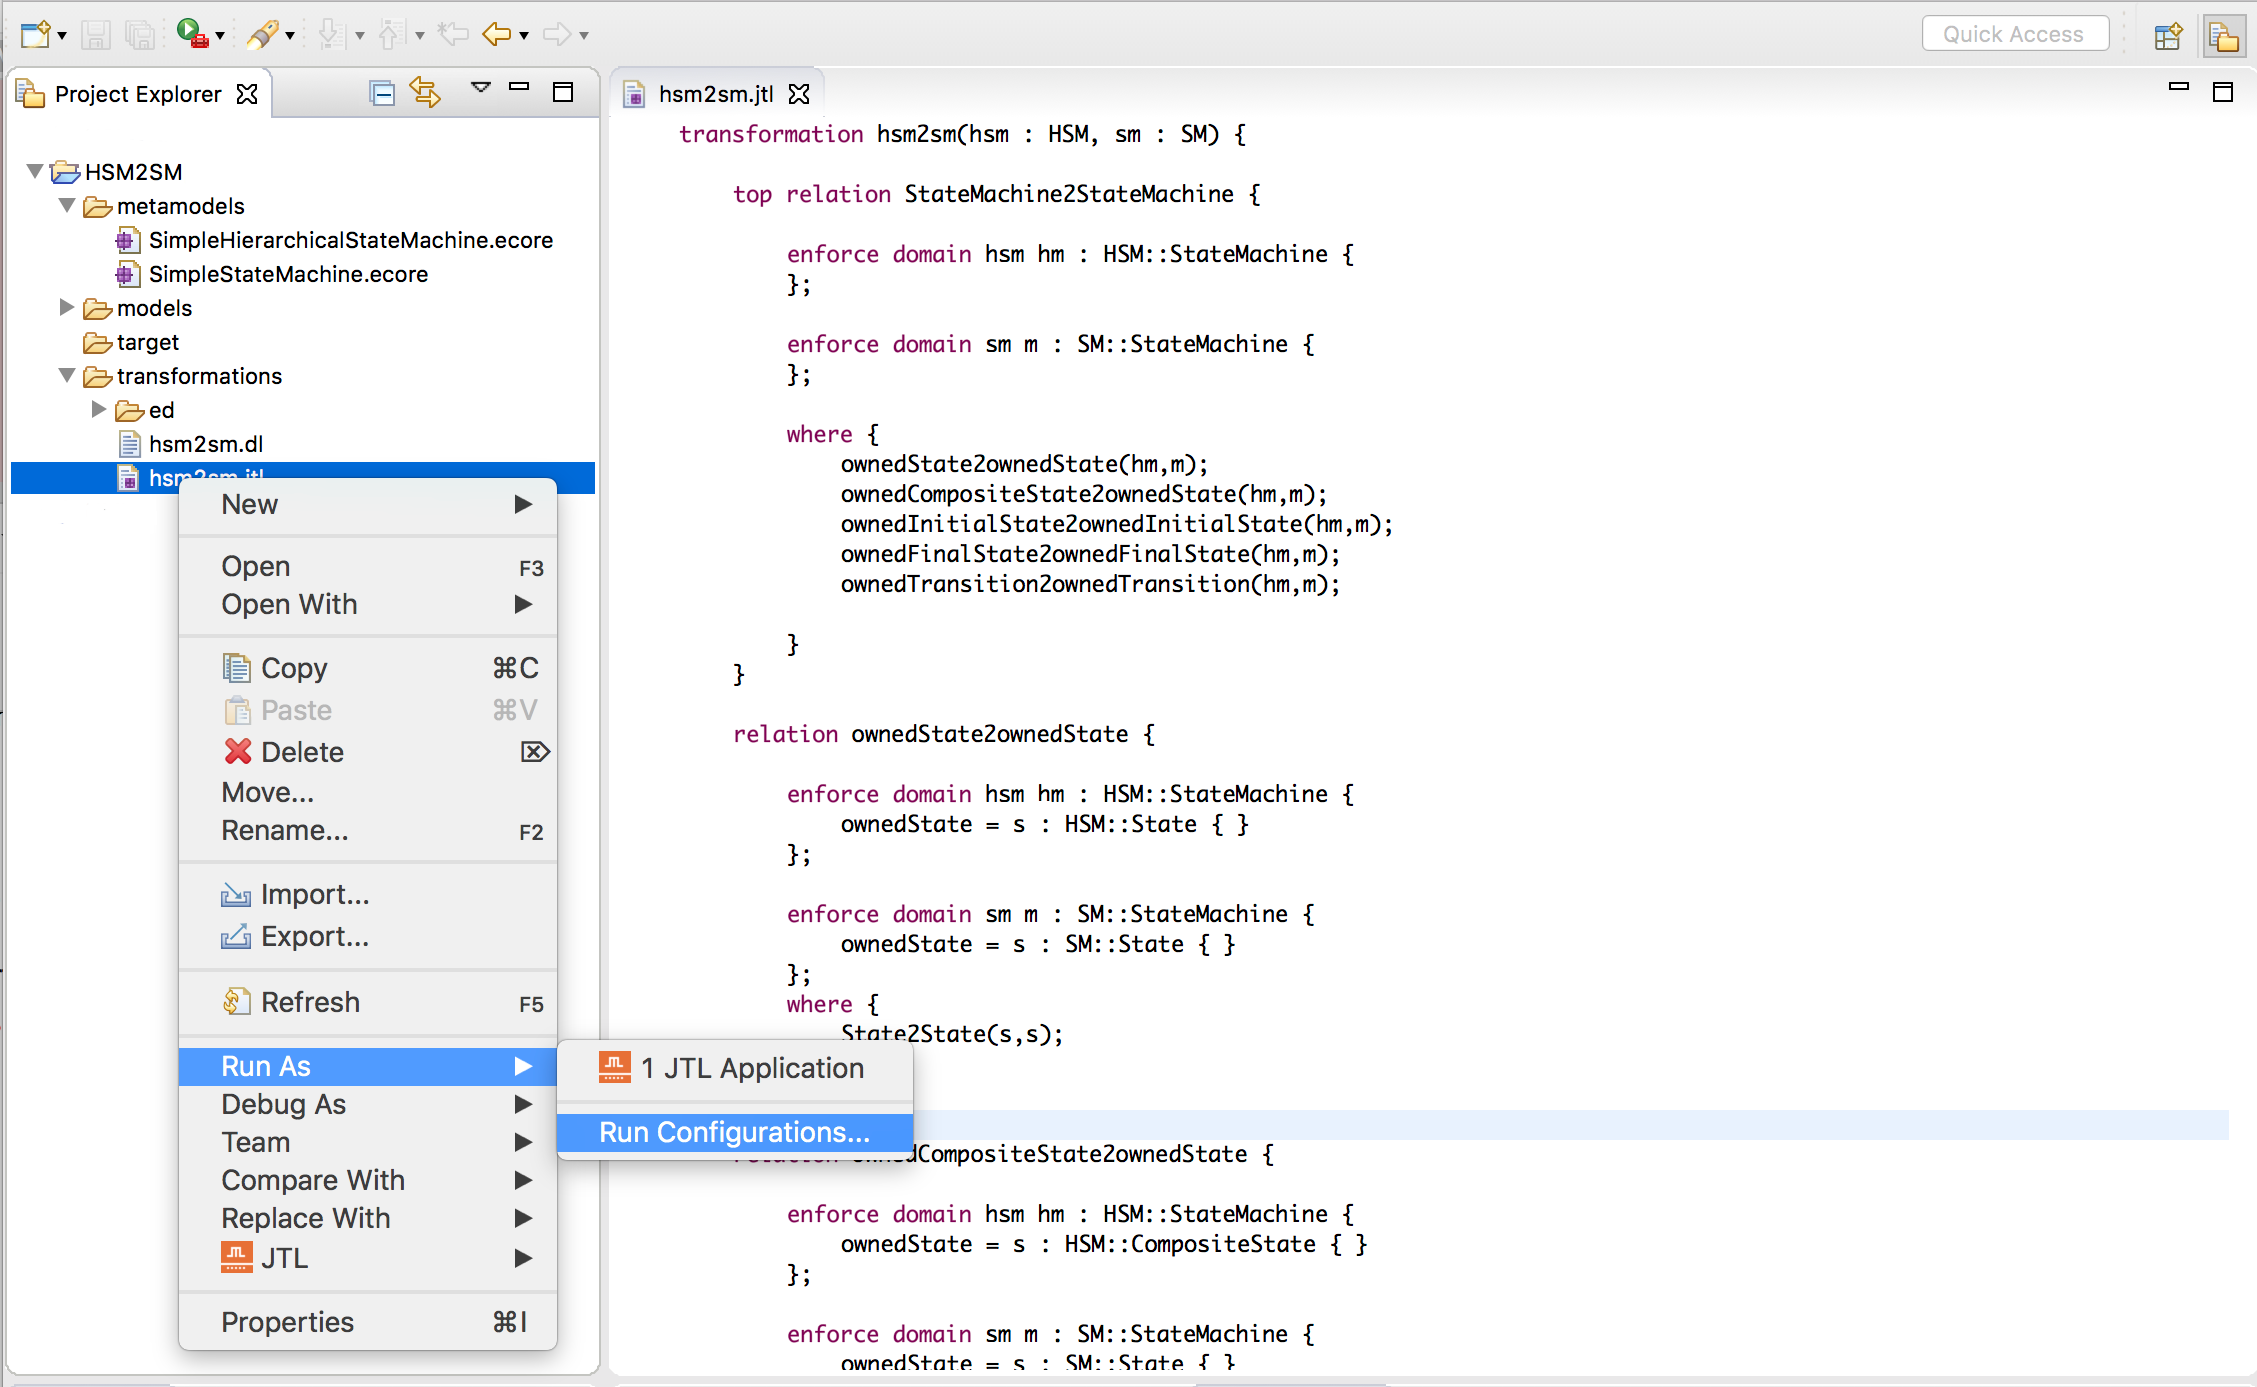 Quick Access
Project Explorer
HSM2SM
metamodels
SimpleHierarchicalStateMachine.ecore
SimpleStateMachine.ecore
models
target
transformations
ed
hsm2sm.dl
hsm2sm.jtl
New
Open F3
Open With
Copy ⌘C
Paste ⌘V
Delete ⌦
Move...
Rename... F2
Import...
Export...
Refresh F5
Run As
Debug As
Team
Compare With
Replace With
JTL
Properties ⌘I
1 JTL Application
Run Configurations...
hsm2sm.jtl
transformation hsm2sm(hsm : HSM, sm : SM) {
top relation StateMachine2StateMachine {
enforce domain hsm hm : HSM::StateMachine {
};
enforce domain sm m : SM::StateMachine {
};
where {
ownedState2ownedState(hm,m);
ownedCompositeState2ownedState(hm,m);
ownedInitialState2ownedInitialState(hm,m);
ownedFinalState2ownedFinalState(hm,m);
ownedTransition2ownedTransition(hm,m);
}
}
relation ownedState2ownedState {
enforce domain hsm hm : HSM::StateMachine {
ownedState = s : HSM::State { }
};
enforce domain sm m : SM::StateMachine {
ownedState = s : SM::State { }
};
where {
State2State(s,s);
relation ownedCompositeState2ownedState {
enforce domain hsm hm : HSM::StateMachine {
ownedState = s : HSM::CompositeState { }
};
enforce domain sm m : SM::StateMachine {
ownedState = s : SM::State { }